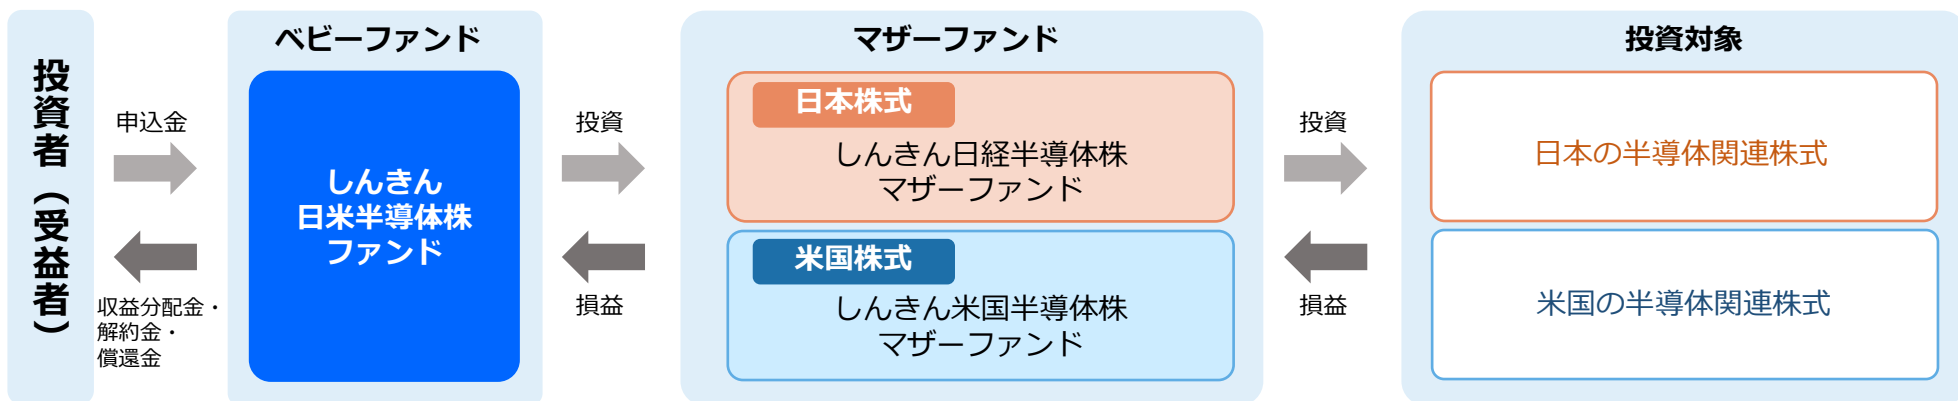 投資者（受益者）
申込金
収益分配金・
解約金・
償還金
ベビーファンド
しんきん
日米半導体株
ファンド
投資
損益
マザーファンド
日本株式
しんきん日経半導体株
マザーファンド
米国株式
しんきん米国半導体株
マザーファンド
投資
損益
投資対象
日本の半導体関連株式
米国の半導体関連株式